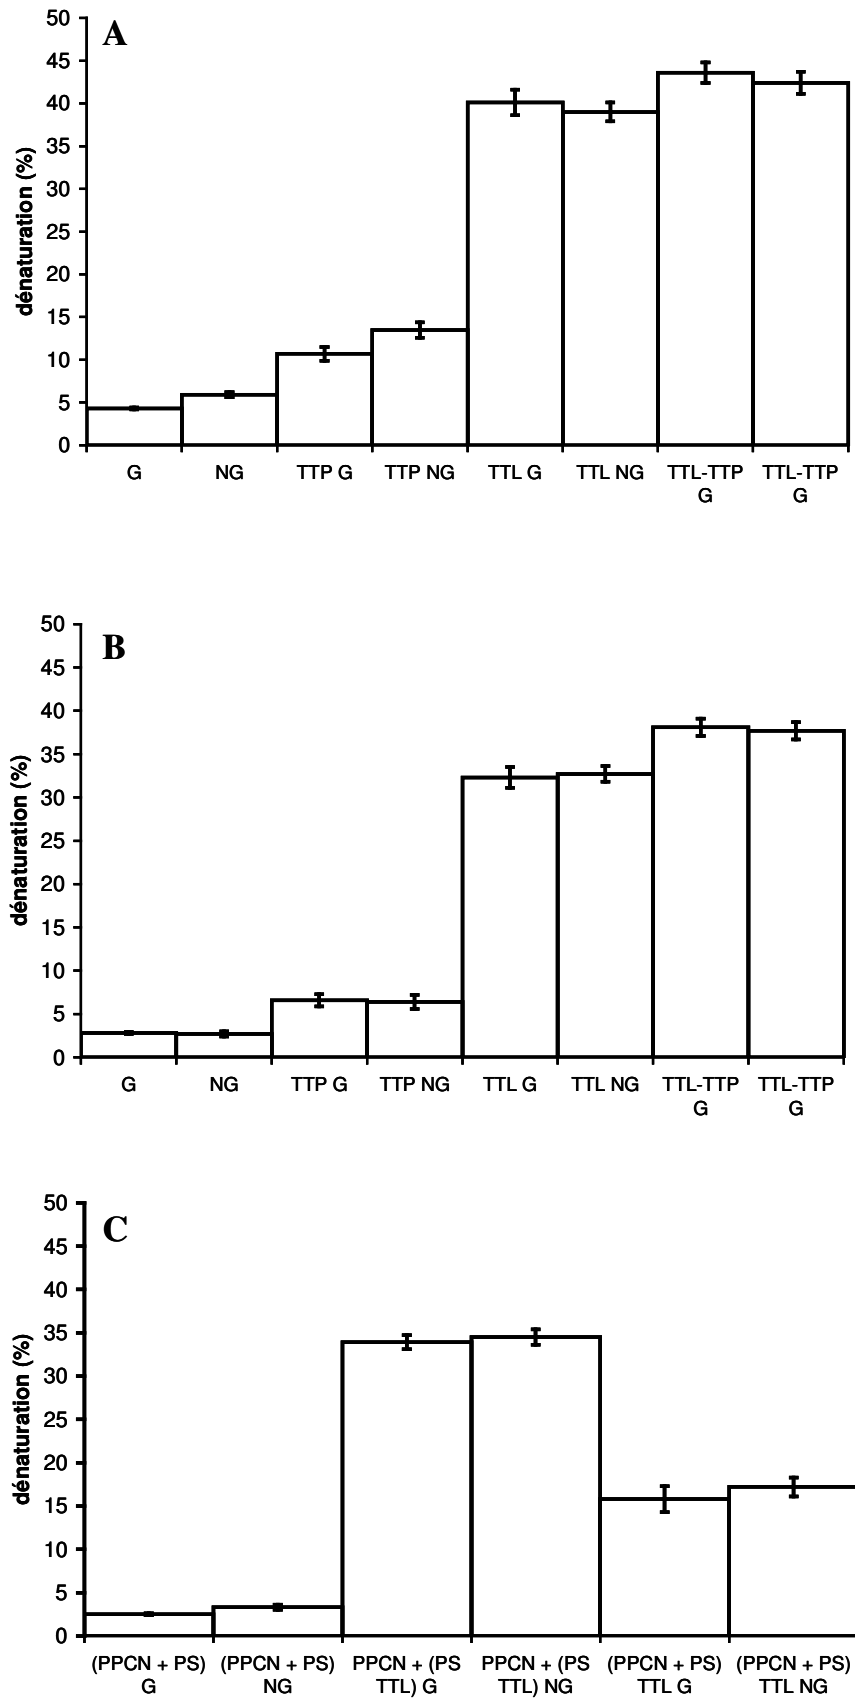 A
50
45
40
35
30
25
20
15
10
5
0
dénaturation (%)
G NG TTP G TTP NG TTL G TTL NG TTL-TTP TTL-TTP
G G
B
50
45
40
35
30
25
20
15
10
5
0
dénaturation (%)
G NG TTP G TTP NG TTL G TTL NG TTL-TTP TTL-TTP
G G
C
50
45
40
35
30
25
20
15
10
5
0
dénaturation (%)
(PPCN + PS) (PPCN + PS) PPCN + (PS PPCN + (PS (PPCN + PS) (PPCN + PS)
G NG TTL) G TTL) NG TTL G TTL NG